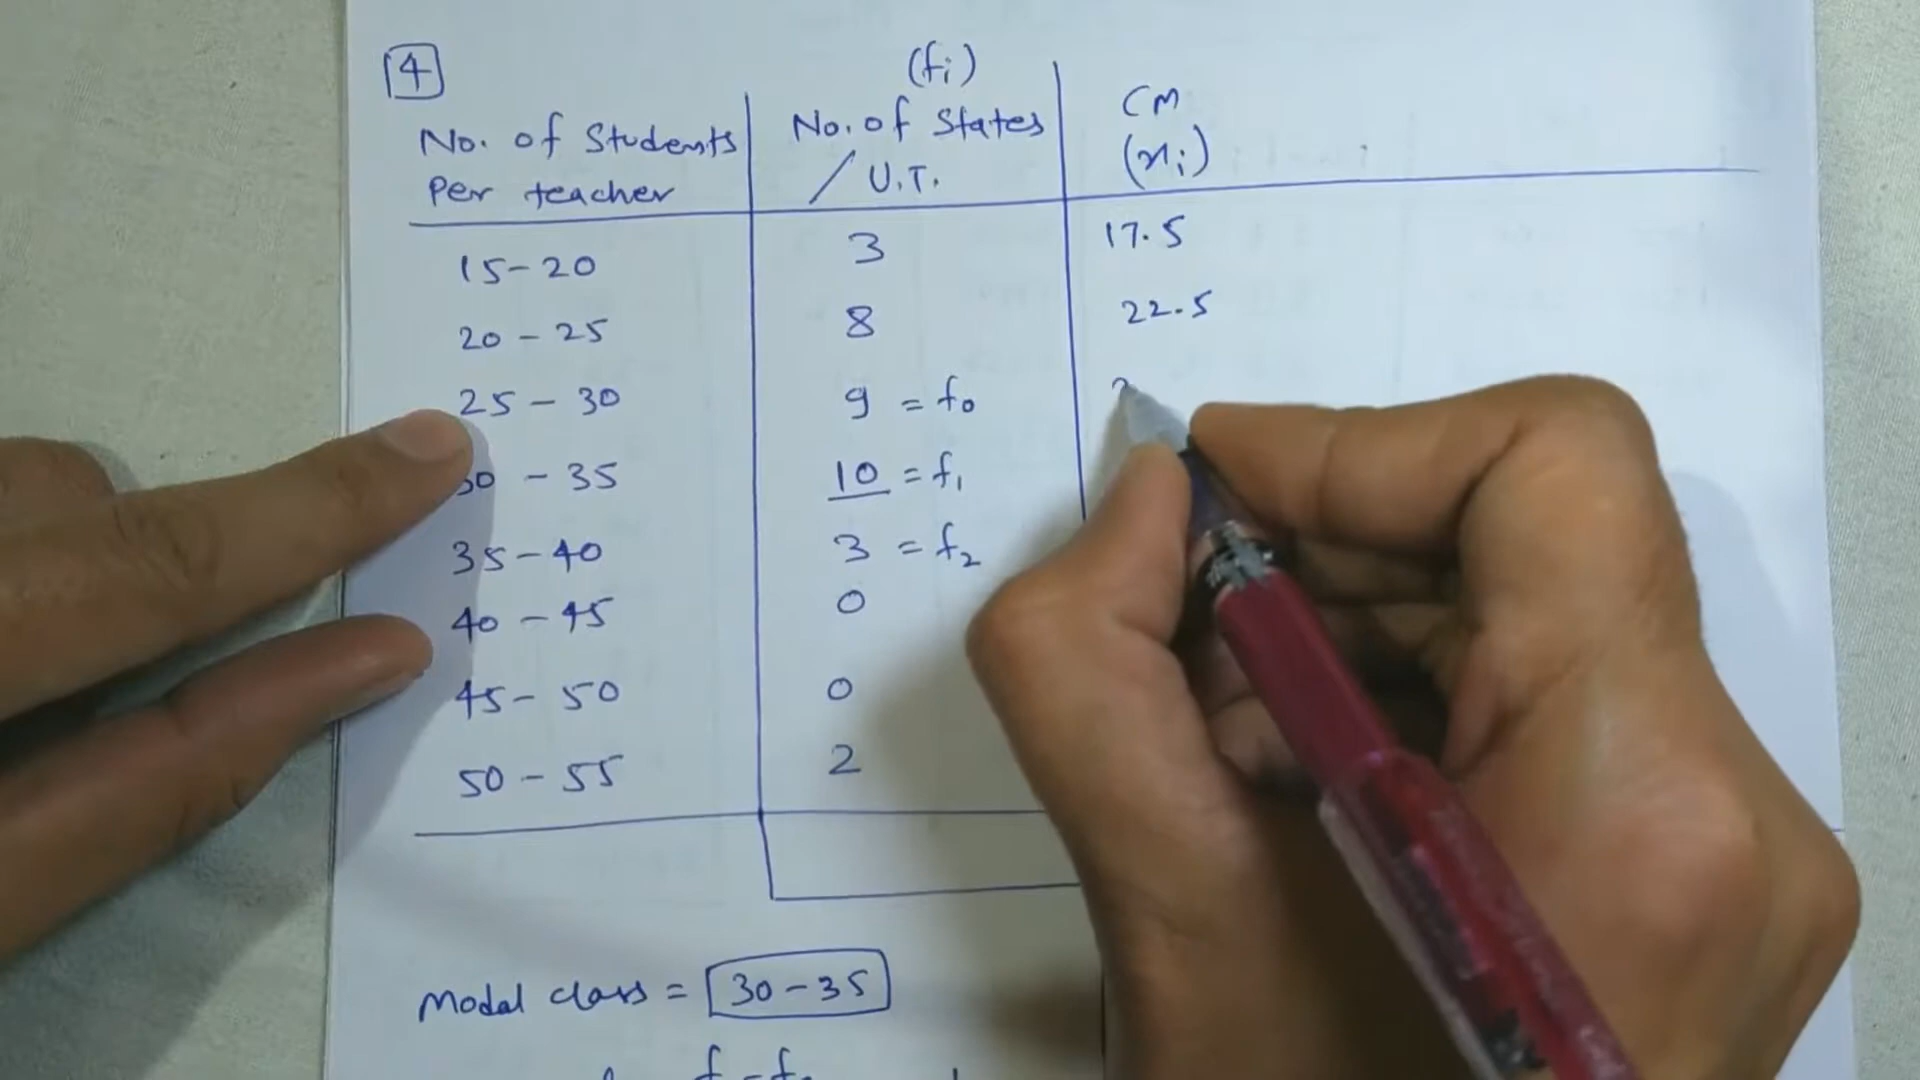 4
(fi)
No. of Students No. of States CM
Per teacher / U.T. (xi)
15-20 3 17.5
20-25 8 22.5
25-30 9 = f₀ 2
30-35 10 = f₁
35-40 3 = f₂
40-45 0
45-50 0
50-55 2
Modal class = 30-35